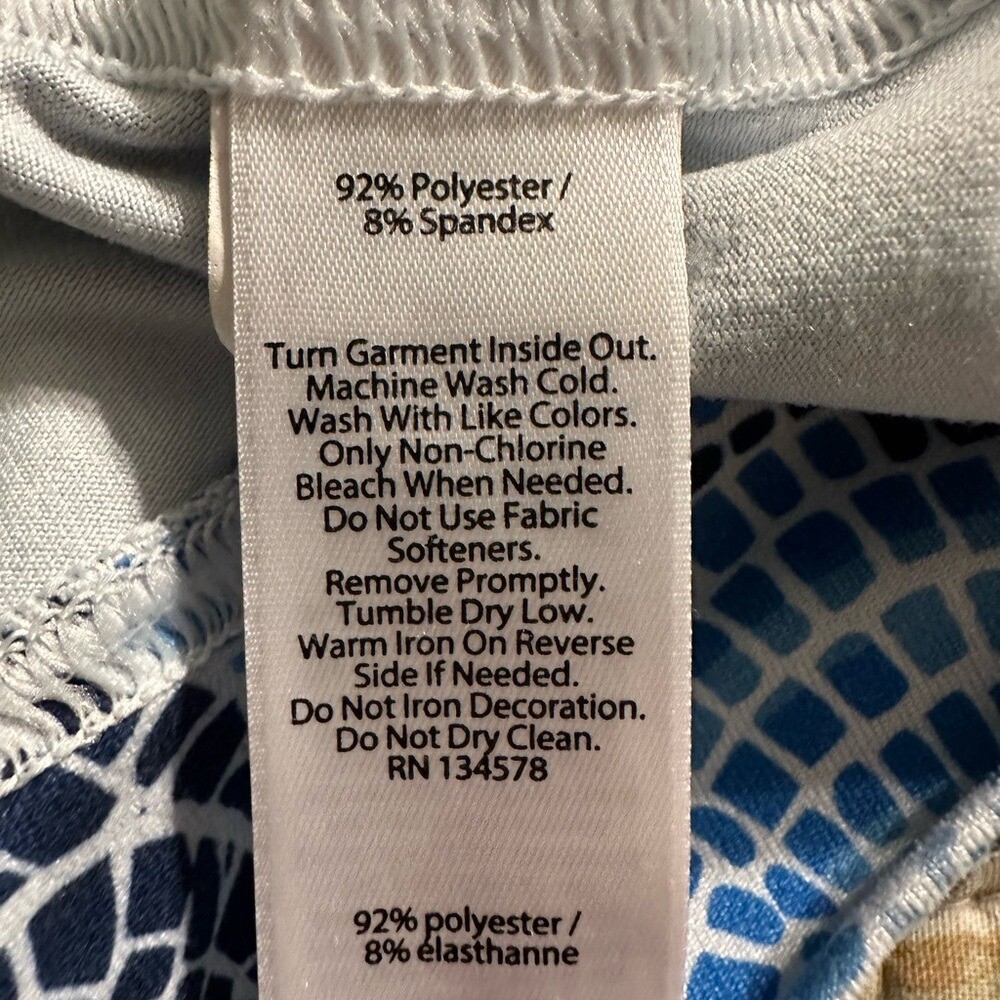 92% Polyester /
8% Spandex
Turn Garment Inside Out.
Machine Wash Cold.
Wash With Like Colors.
Only Non-Chlorine
Bleach When Needed.
Do Not Use Fabric
Softeners.
Remove Promptly.
Tumble Dry Low.
Warm Iron On Reverse
Side If Needed.
Do Not Iron Decoration.
Do Not Dry Clean.
RN 134578
92% polyester /
8% élasthanne